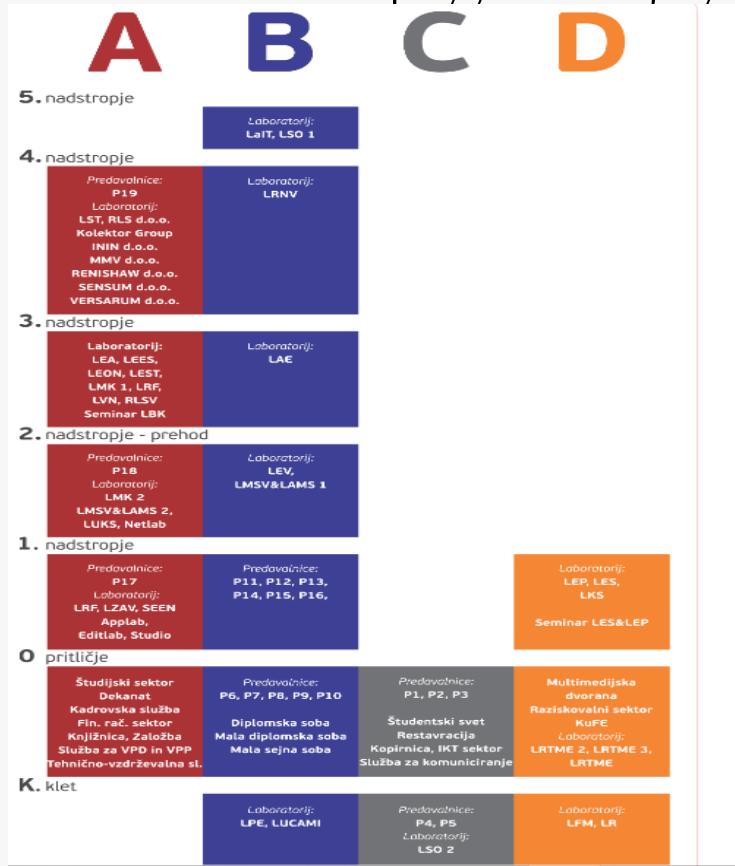 A B C D
5. nadstropje
Laboratorij:
LaIT, LSO 1
4. nadstropje
Predavalnice:
P19
Laboratorij:
LST, RLS d.o.o.
Kolektor Group
ININ d.o.o.
MMV d.o.o.
RENISHAW d.o.o.
SENSUM d.o.o.
VERSARUM d.o.o.
Laboratorij:
LRNV
3. nadstropje
Laboratorij:
LEA, LEES,
LEON, LEST,
LMK 1, LRF,
LVN, RLSV
Seminar LBK
Laboratorij:
LAE
2. nadstropje - prehod
Predavalnice:
P18
Laboratorij:
LMK 2
LMSV&LAMS 2,
LUKS, Netlab
Laboratorij:
LEV,
LMSV&LAMS 1
1. nadstropje
Predavalnice:
P17
Laboratorij:
LRF, LZAV, SEEN
Applab,
Editlab, Studio
Predavalnice:
P11, P12, P13,
P14, P15, P16,
Laboratorij:
LEP, LES,
LKS
Seminar LES&LEP
0 pritličje
Študijski sektor
Dekanat
Kadrovska služba
Fin. rač. sektor
Knjižnica, Založba
Služba za VPD in VPP
Tehnično-vzdrževalna sl.
Predavalnice:
P6, P7, P8, P9, P10
Diplomska soba
Mala diplomska soba
Mala sejna soba
Predavalnice:
P1, P2, P3
Študentski svet
Restavracija
Kopirnica, IKT sektor
Služba za komuniciranje
Multimedijska
dvorana
Raziskovalni sektor
KuFE
Laboratorij:
LRTME 2, LRTME 3,
LRTME
K. klet
Laboratorij:
LPE, LUCAMI
Predavalnice:
P4, P5
Laboratorij:
LSO 2
Laboratorij:
LFM, LR